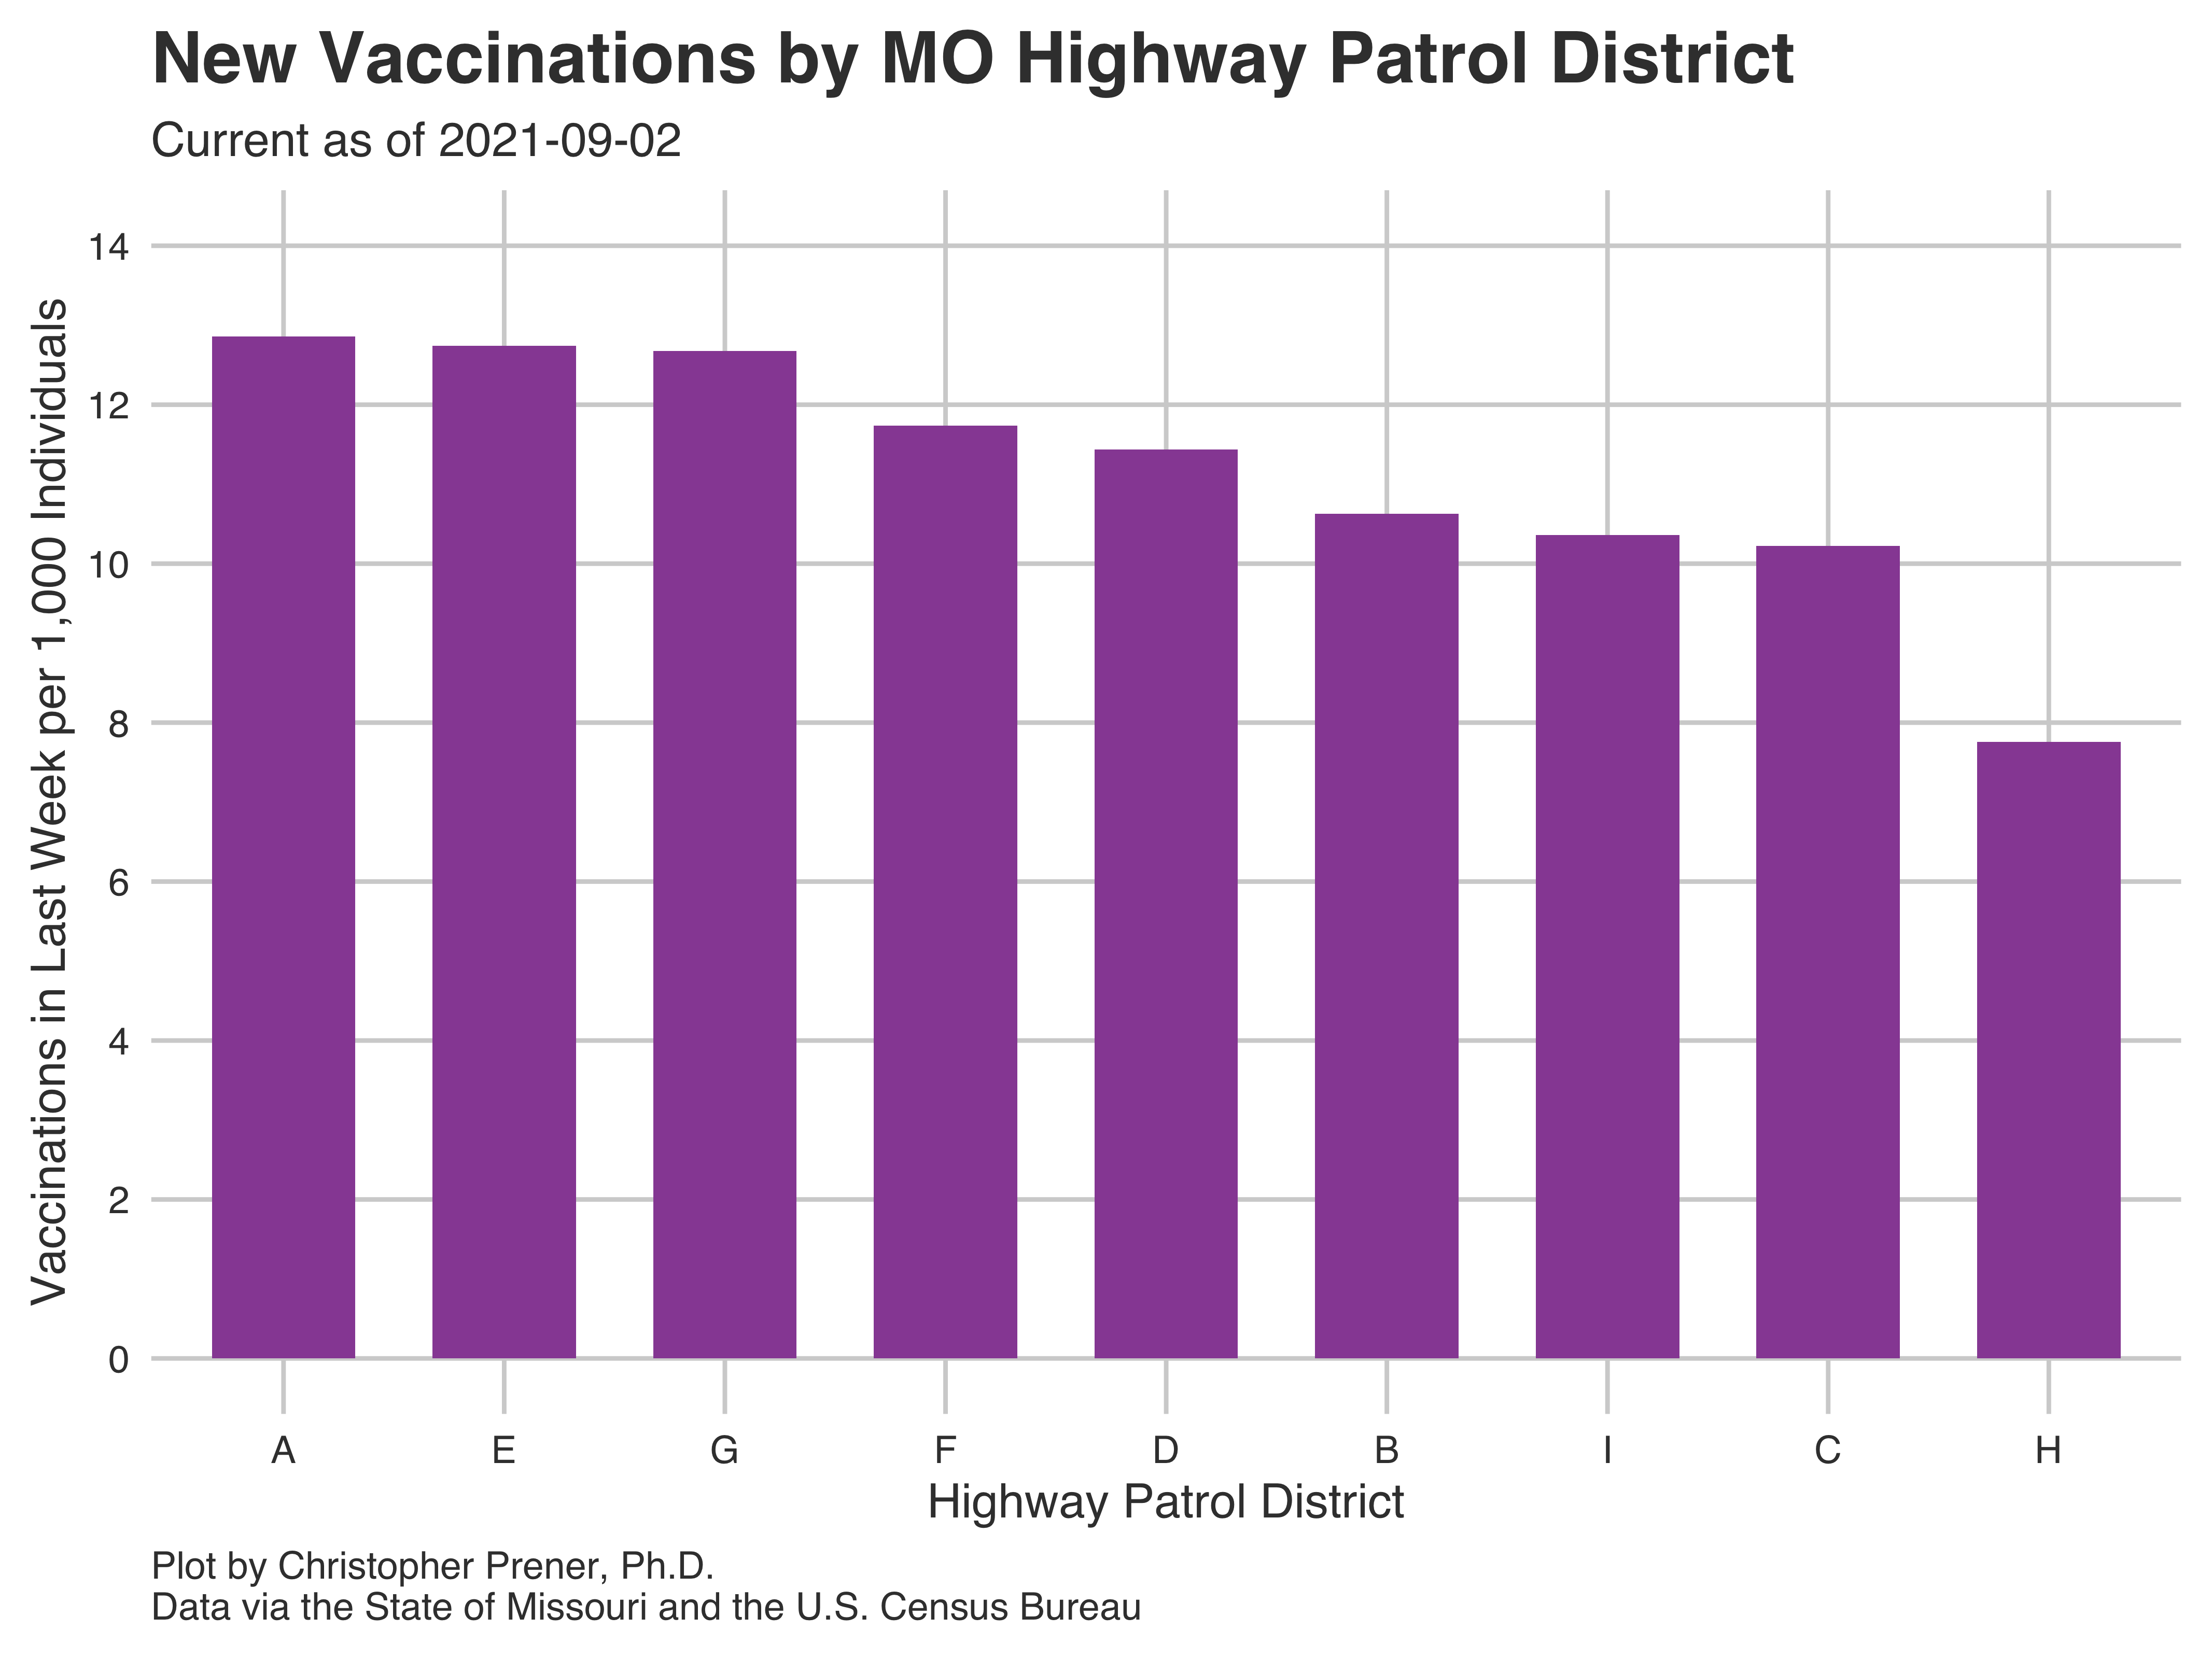 New Vaccinations by MO Highway Patrol District
Current as of 2021-09-02
Vaccinations in Last Week per 1,000 Individuals
14
12
10
8
6
4
2
0
A E G F D B I C H
Highway Patrol District
Plot by Christopher Prener, Ph.D.
Data via the State of Missouri and the U.S. Census Bureau